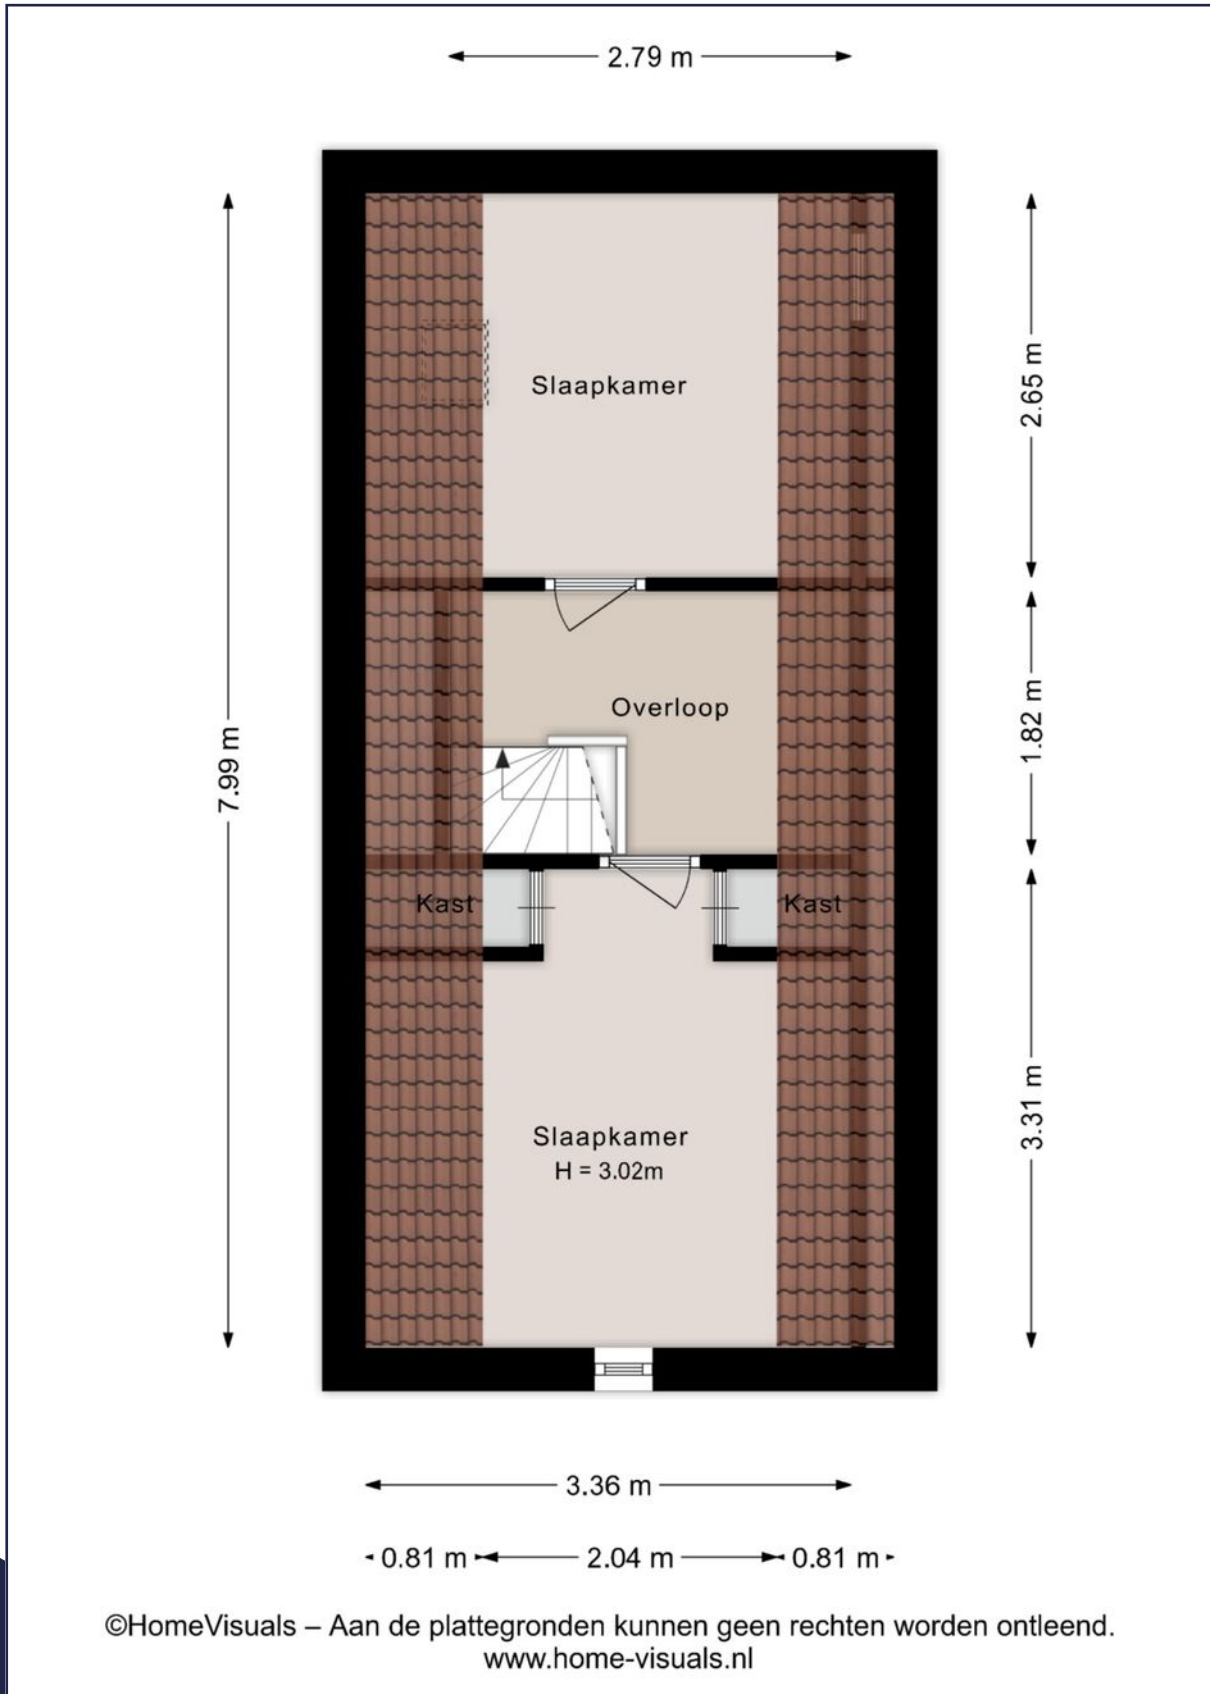 2.79 m
Slaapkamer
2.65 m
Overloop
1.82 m
7.99 m
Kast
Kast
Slaapkamer
H = 3.02m
3.31 m
3.36 m
0.81 m 2.04 m 0.81 m
©HomeVisuals – Aan de plattegronden kunnen geen rechten worden ontleend.
www.home-visuals.nl